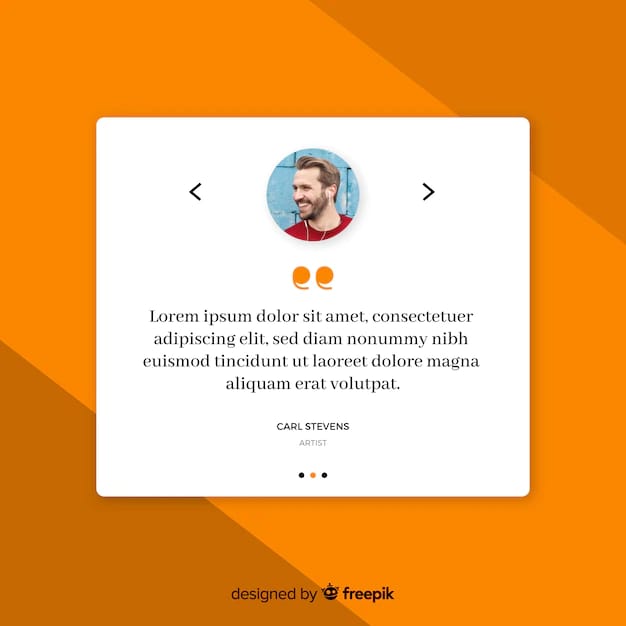 Lorem ipsum dolor sit amet, consectetuer
adipiscing elit, sed diam nonummy nibh
euismod tincidunt ut laoreet dolore magna
aliquam erat volutpat.
CARL STEVENS
ARTIST
designed by freepik